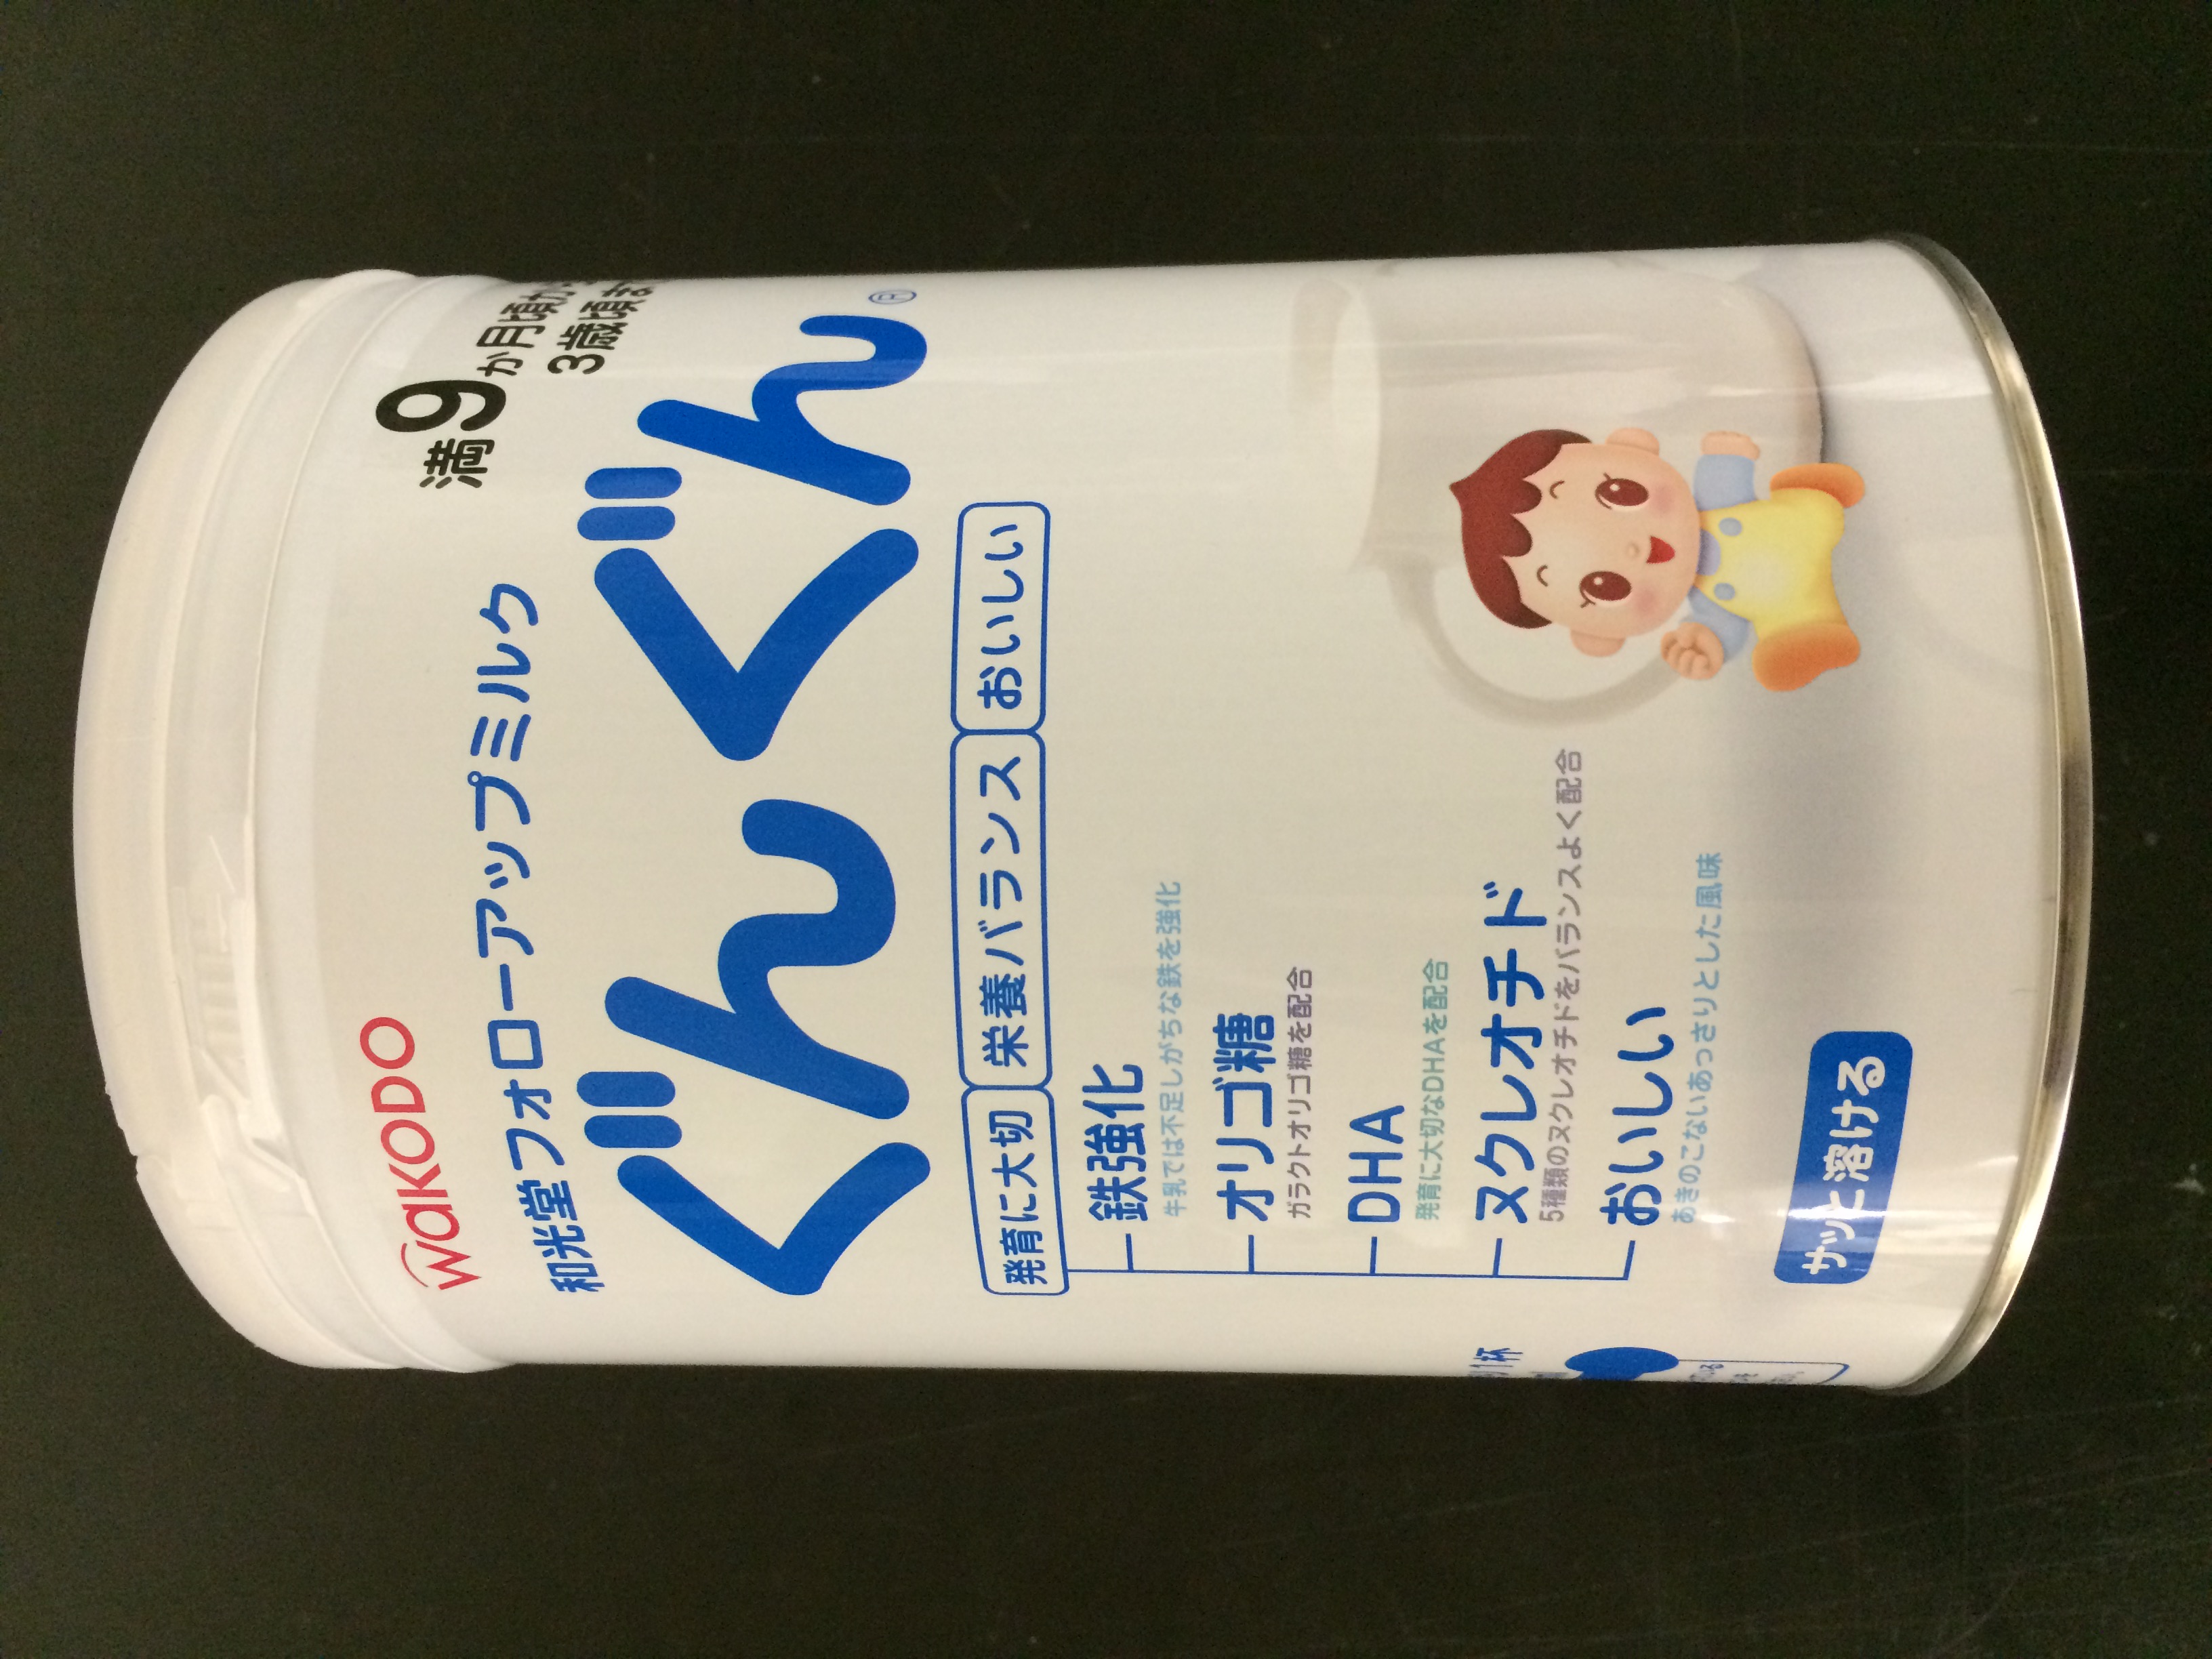 wakodo
満9か月頃か
3歳頃ま
和光堂フォローアップミルク
ぐんぐん®
発育に大切 栄養バランス おいしい
鉄強化
牛乳では不足しがちな鉄を強化
オリゴ糖
ガラクトオリゴ糖を配合
DHA
発育に大切なDHAを配合
ヌクレオチド
5種類のヌクレオチドをバランスよく配合
おいしい
あきのこないあっさりとした風味
サッと溶ける
杯